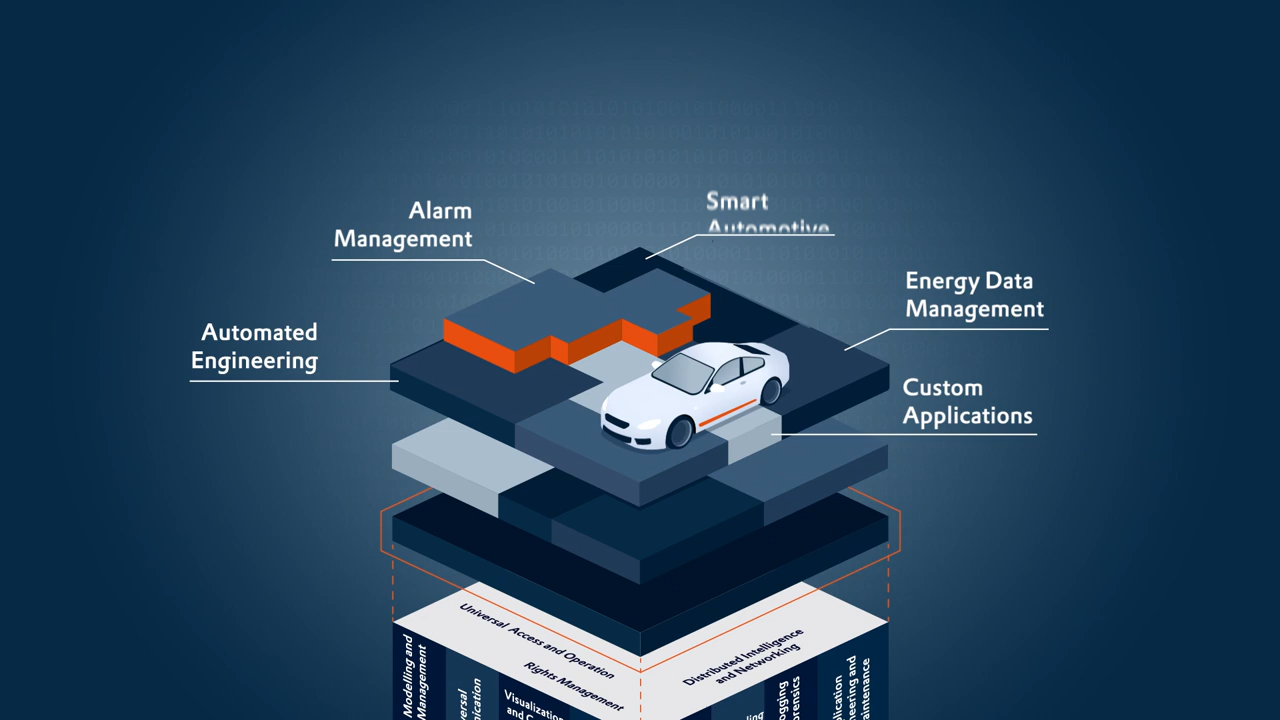 Alarm
Management
Smart
Automotive
Energy Data
Management
Automated
Engineering
Custom
Applications
Universal Access and Operation
Rights Management
Distributed Intelligence
and Networking
Modelling and
Management
Visualization
and